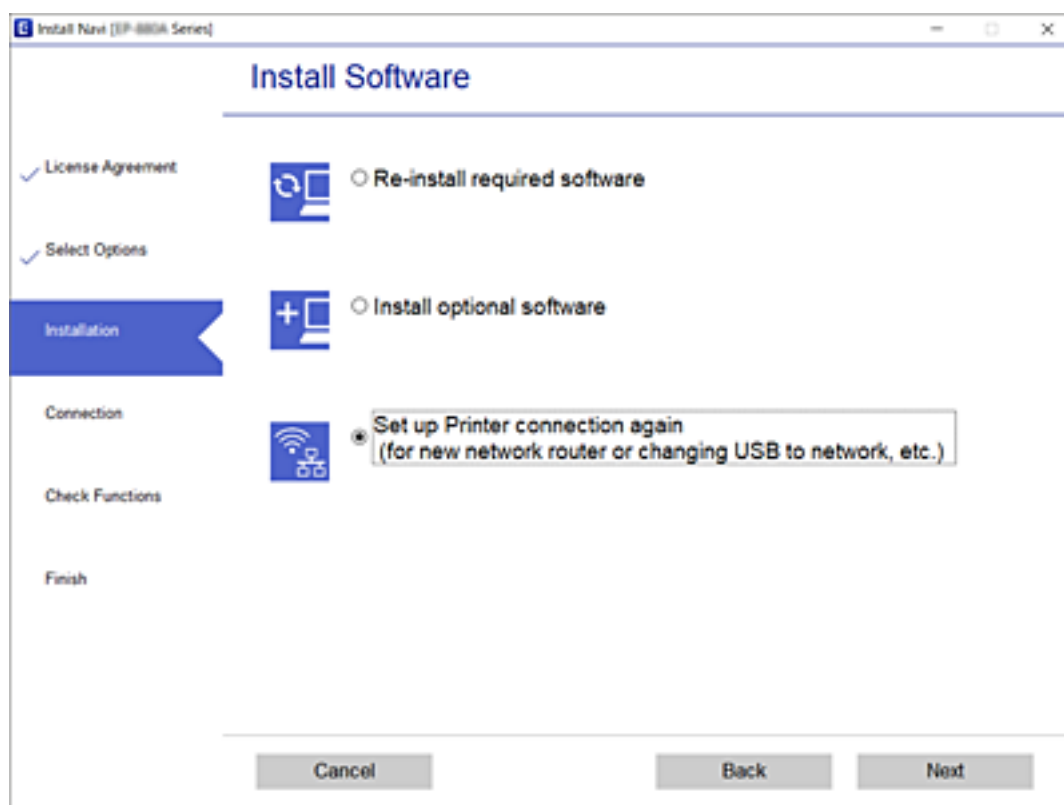 Install Navi [EP-880A Series]
Install Software
License Agreement
Select Options
Installation
Connection
Check Functions
Finish
Re-install required software
Install optional software
Set up Printer connection again
(for new network router or changing USB to network, etc.)
Cancel
Back
Next